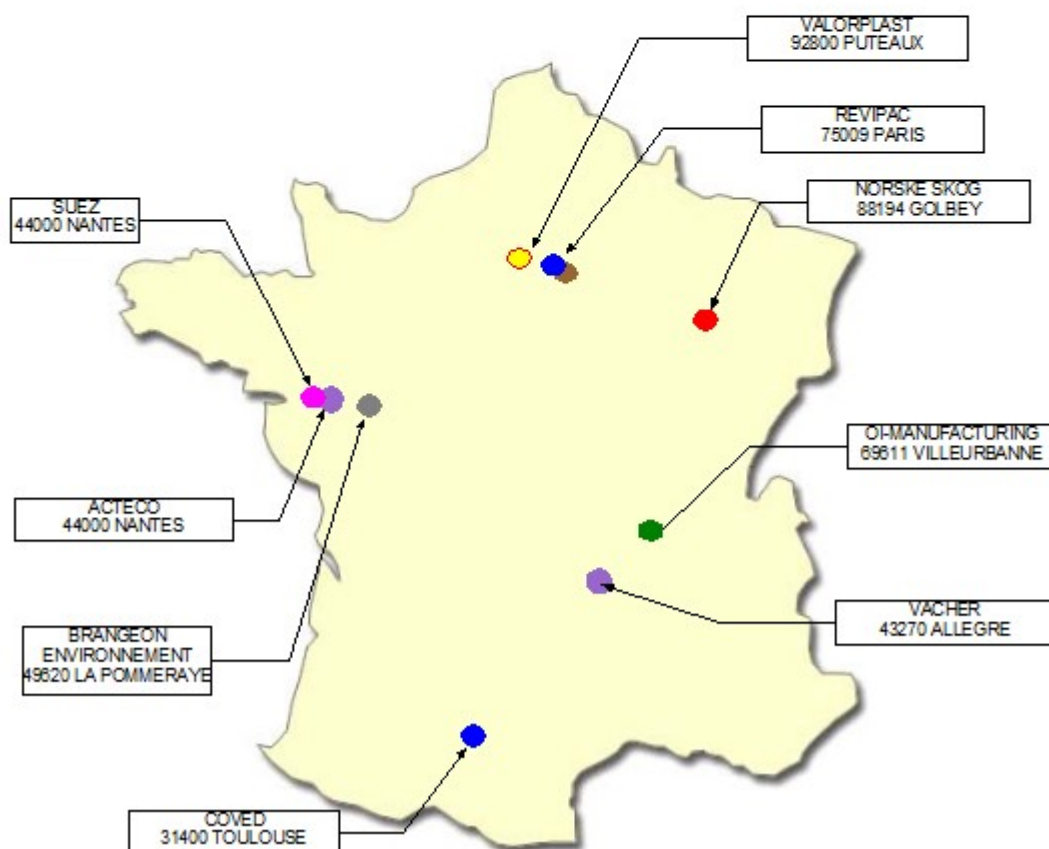 VALORPLAST
92800 PUTEAUX
REVIPAC
75009 PARIS
NORSKE SKOG
88194 GOLBEY
SUEZ
44000 NANTES
OI-MANUFACTURING
69611 VILLEURBANNE
ACTECO
44000 NANTES
VACHER
43270 ALLEGRE
BRANGEON
ENVIRONNEMENT
49620 LA POMMERAYE
COVED
31400 TOULOUSE